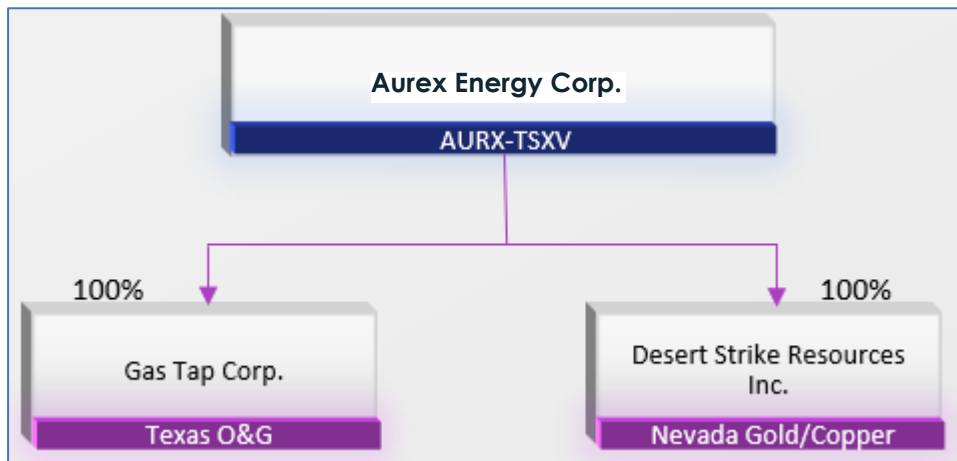 Aurex Energy Corp.
AURX-TSXV
100%
100%
Gas Tap Corp.
Desert Strike Resources
Inc.
Texas O&G
Nevada Gold/Copper